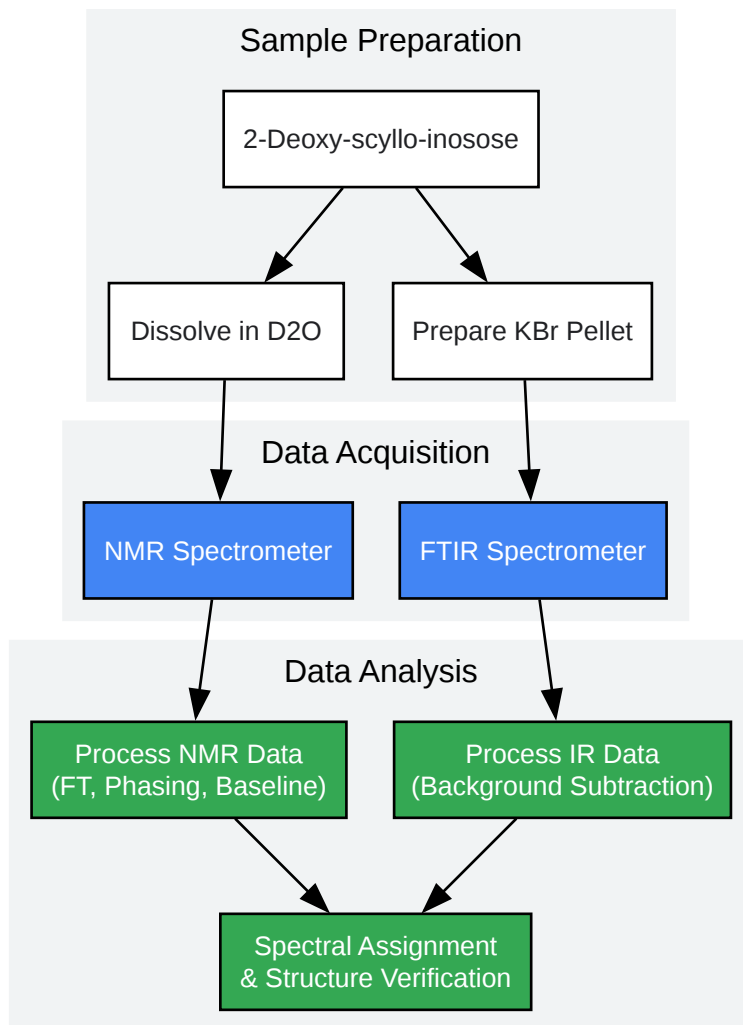 Sample Preparation
2-Deoxy-scyllo-inosose
Dissolve in D2O
Prepare KBr Pellet
Data Acquisition
NMR Spectrometer
FTIR Spectrometer
Data Analysis
Process NMR Data
(FT, Phasing, Baseline)
Process IR Data
(Background Subtraction)
Spectral Assignment
& Structure Verification